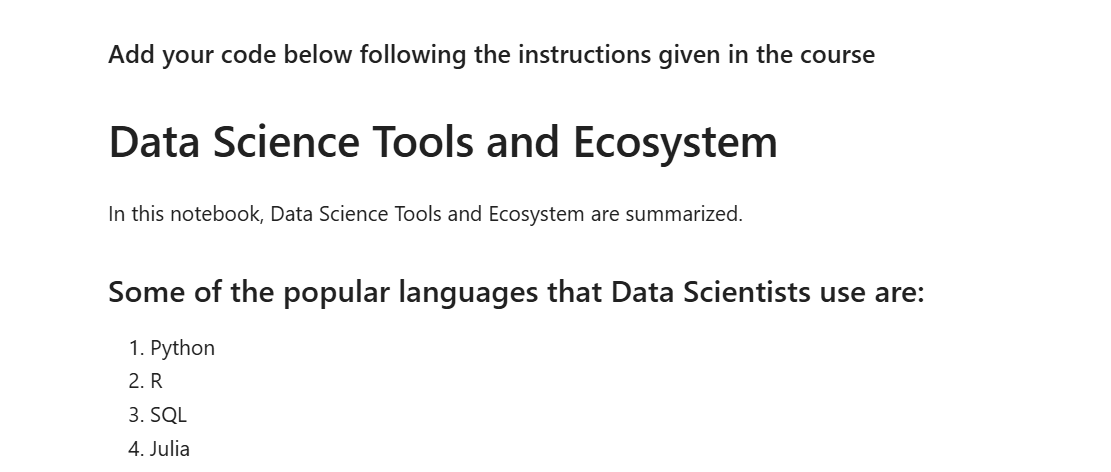 Add your code below following the instructions given in the course
Data Science Tools and Ecosystem
In this notebook, Data Science Tools and Ecosystem are summarized.
Some of the popular languages that Data Scientists use are:
1. Python
2. R
3. SQL
4. Julia